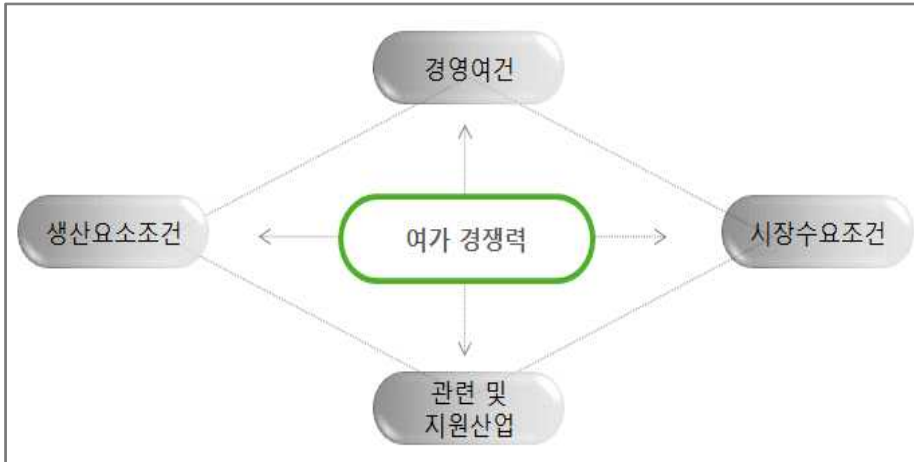 경영여건
생산요소조건
여가 경쟁력
시장수요조건
관련 및
지원산업